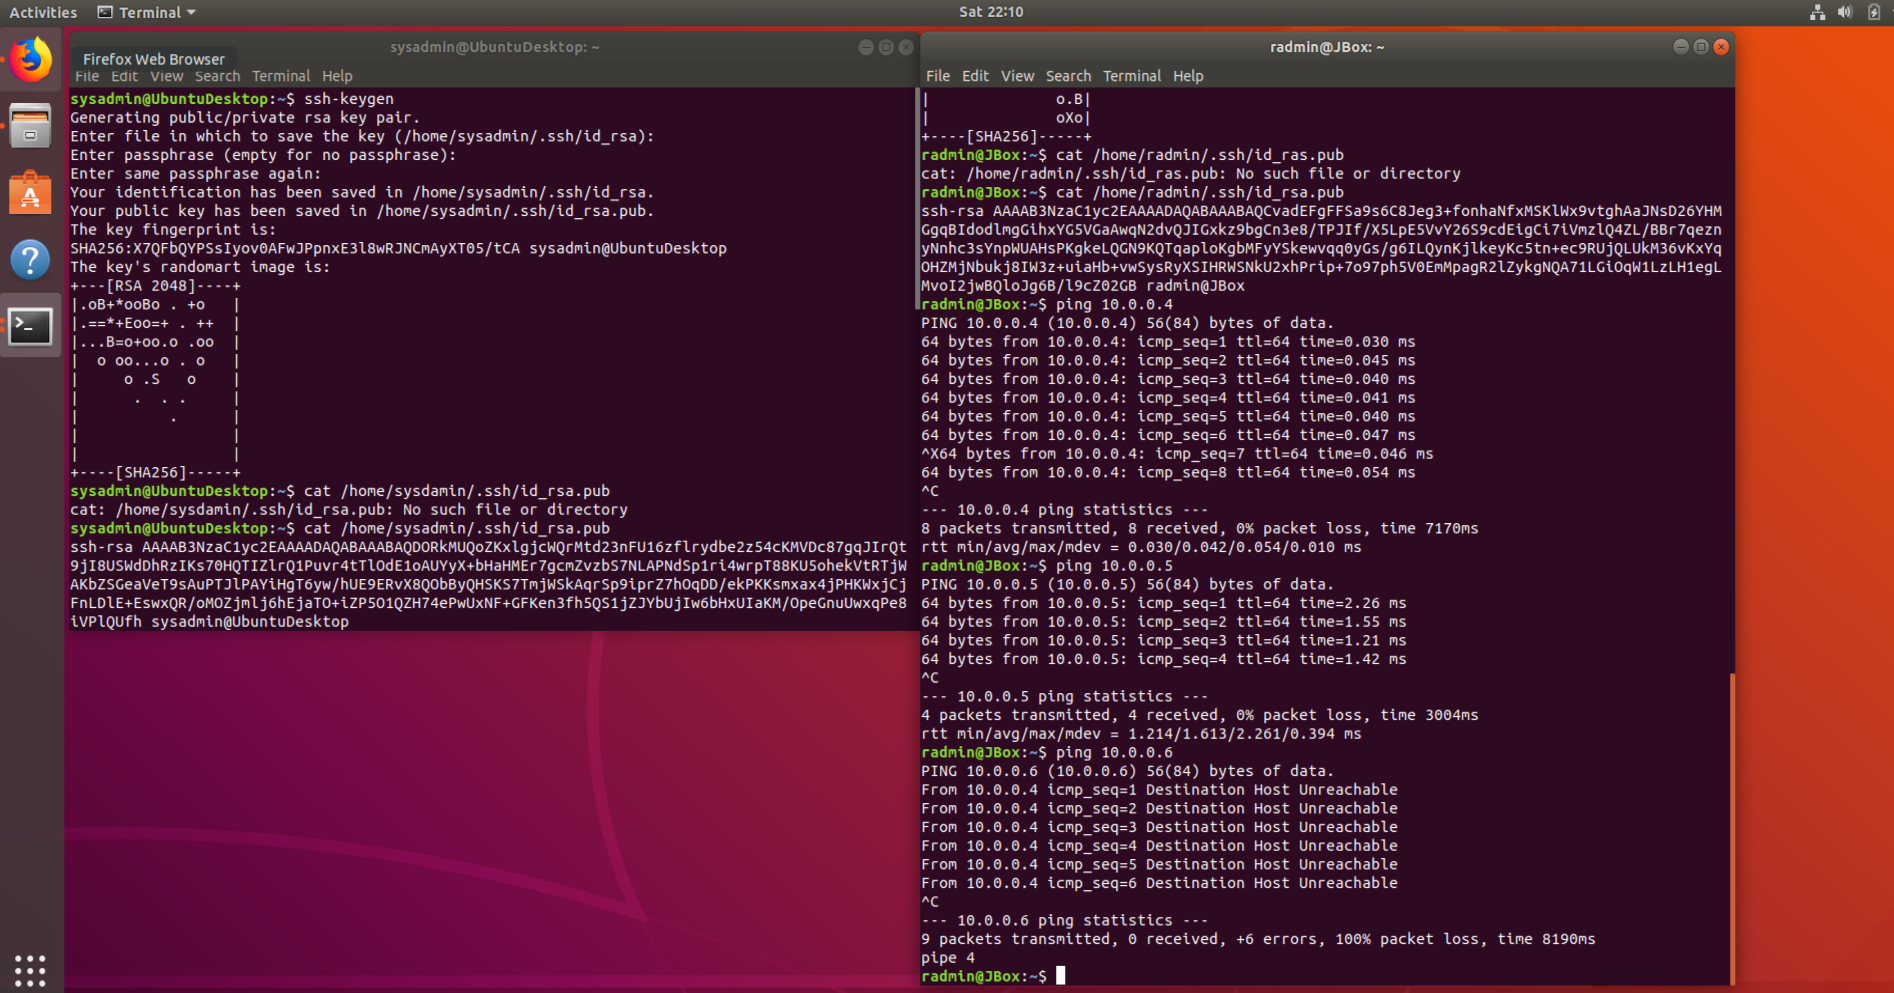 Activities
Terminal
Sat 22:10
Firefox Web Browser
sysadmin@UbuntuDesktop: ~
File Edit View Search Terminal Help
sysadmin@UbuntuDesktop:~$ ssh-keygen
Generating public/private rsa key pair.
Enter file in which to save the key (/home/sysadmin/.ssh/id_rsa):
Enter passphrase (empty for no passphrase):
Enter same passphrase again:
Your identification has been saved in /home/sysadmin/.ssh/id_rsa.
Your public key has been saved in /home/sysadmin/.ssh/id_rsa.pub.
The key fingerprint is:
SHA256:X7QFbQYPSsIyov0AFwJPpnxE3l8wRJNCmAyXT05/tCA sysadmin@UbuntuDesktop
The key's randomart image is:
+---[RSA 2048]----+
|.oB+*ooBo . +o   |
|.==*+Eoo=+ . ++  |
|...B=o+oo.o .oo  |
|  o oo...o . o   |
|     o .S   o    |
|      .  . .     |
|          .      |
|                 |
|                 |
+----[SHA256]-----+
sysadmin@UbuntuDesktop:~$ cat /home/sysdamin/.ssh/id_rsa.pub
cat: /home/sysdamin/.ssh/id_rsa.pub: No such file or directory
sysadmin@UbuntuDesktop:~$ cat /home/sysadmin/.ssh/id_rsa.pub
ssh-rsa AAAAB3NzaC1yc2EAAAADAQABAAABAQDORkMUQoZKxlgjcWQrMtd23nFU16zflrydbe2z54cKMVDc87gqJIrQt
9jI8USWdDhRzIKs70HQTIZlrQ1Puvr4tTlOdE1oAUYyX+bHaHMEr7gcmZvzbS7NLAPNdSp1ri4wrpT88KU5ohekVtRTjW
AKbZSGeaVeT9sAuPTJlPAYiHgT6yw/hUE9ERvX8QObByQHSKS7TmjWSkAqrSp9iprZ7hOqDD/ekPKKsmxax4jPHKWxjCj
FnLDlE+EswxQR/oMOZjmlj6hEjaTO+iZP5O1QZH74ePwUxNF+GFKen3fh5QS1jZJYbUjIw6bHxUIaKM/OpeGnuUwxqPe8
iVPlQUfh sysadmin@UbuntuDesktop
radmin@JBox: ~
File Edit View Search Terminal Help
|               o.B|
|               oXo|
+----[SHA256]-----+
radmin@JBox:~$ cat /home/radmin/.ssh/id_ras.pub
cat: /home/radmin/.ssh/id_ras.pub: No such file or directory
radmin@JBox:~$ cat /home/radmin/.ssh/id_rsa.pub
ssh-rsa AAAAB3NzaC1yc2EAAAADAQABAAABAQCvadEFgFFSa9s6C8Jeg3+fonhaNfxMSKlWx9vtghAaJNsD26YHM
GgqBIdodlmgGihxYG5VGaAwqN2dvQJIGxkz9bgCn3e8/TPJIf/X5LpE5VvY26S9cdEigCi7iVmzlQ4ZL/BBr7qezn
yNnhc3sYnpWUAHsPKgkeLQGN9KQTqaploKgbMFyYSkewvqq0yGs/g6ILQynKjlkeyKc5tn+ec9RUjQLUkM36vKxYq
OHZMjNbukj8IW3z+uiaHb+vwSysRyXSIHRWSNkU2xhPrip+7o97ph5V0EmMpagR2lZykgNQA71LGlOqW1LzLH1egL
MvoI2jwBQloJg6B/l9cZ02GB radmin@JBox
radmin@JBox:~$ ping 10.0.0.4
PING 10.0.0.4 (10.0.0.4) 56(84) bytes of data.
64 bytes from 10.0.0.4: icmp_seq=1 ttl=64 time=0.030 ms
64 bytes from 10.0.0.4: icmp_seq=2 ttl=64 time=0.045 ms
64 bytes from 10.0.0.4: icmp_seq=3 ttl=64 time=0.040 ms
64 bytes from 10.0.0.4: icmp_seq=4 ttl=64 time=0.041 ms
64 bytes from 10.0.0.4: icmp_seq=5 ttl=64 time=0.040 ms
64 bytes from 10.0.0.4: icmp_seq=6 ttl=64 time=0.047 ms
^X64 bytes from 10.0.0.4: icmp_seq=7 ttl=64 time=0.046 ms
64 bytes from 10.0.0.4: icmp_seq=8 ttl=64 time=0.054 ms
^C
--- 10.0.0.4 ping statistics ---
8 packets transmitted, 8 received, 0% packet loss, time 7170ms
rtt min/avg/max/mdev = 0.030/0.042/0.054/0.010 ms
radmin@JBox:~$ ping 10.0.0.5
PING 10.0.0.5 (10.0.0.5) 56(84) bytes of data.
64 bytes from 10.0.0.5: icmp_seq=1 ttl=64 time=2.26 ms
64 bytes from 10.0.0.5: icmp_seq=2 ttl=64 time=1.55 ms
64 bytes from 10.0.0.5: icmp_seq=3 ttl=64 time=1.21 ms
64 bytes from 10.0.0.5: icmp_seq=4 ttl=64 time=1.42 ms
^C
--- 10.0.0.5 ping statistics ---
4 packets transmitted, 4 received, 0% packet loss, time 3004ms
rtt min/avg/max/mdev = 1.214/1.613/2.261/0.394 ms
radmin@JBox:~$ ping 10.0.0.6
PING 10.0.0.6 (10.0.0.6) 56(84) bytes of data.
From 10.0.0.4 icmp_seq=1 Destination Host Unreachable
From 10.0.0.4 icmp_seq=2 Destination Host Unreachable
From 10.0.0.4 icmp_seq=3 Destination Host Unreachable
From 10.0.0.4 icmp_seq=4 Destination Host Unreachable
From 10.0.0.4 icmp_seq=5 Destination Host Unreachable
From 10.0.0.4 icmp_seq=6 Destination Host Unreachable
^C
--- 10.0.0.6 ping statistics ---
9 packets transmitted, 0 received, +6 errors, 100% packet loss, time 8190ms
pipe 4
radmin@JBox:~$